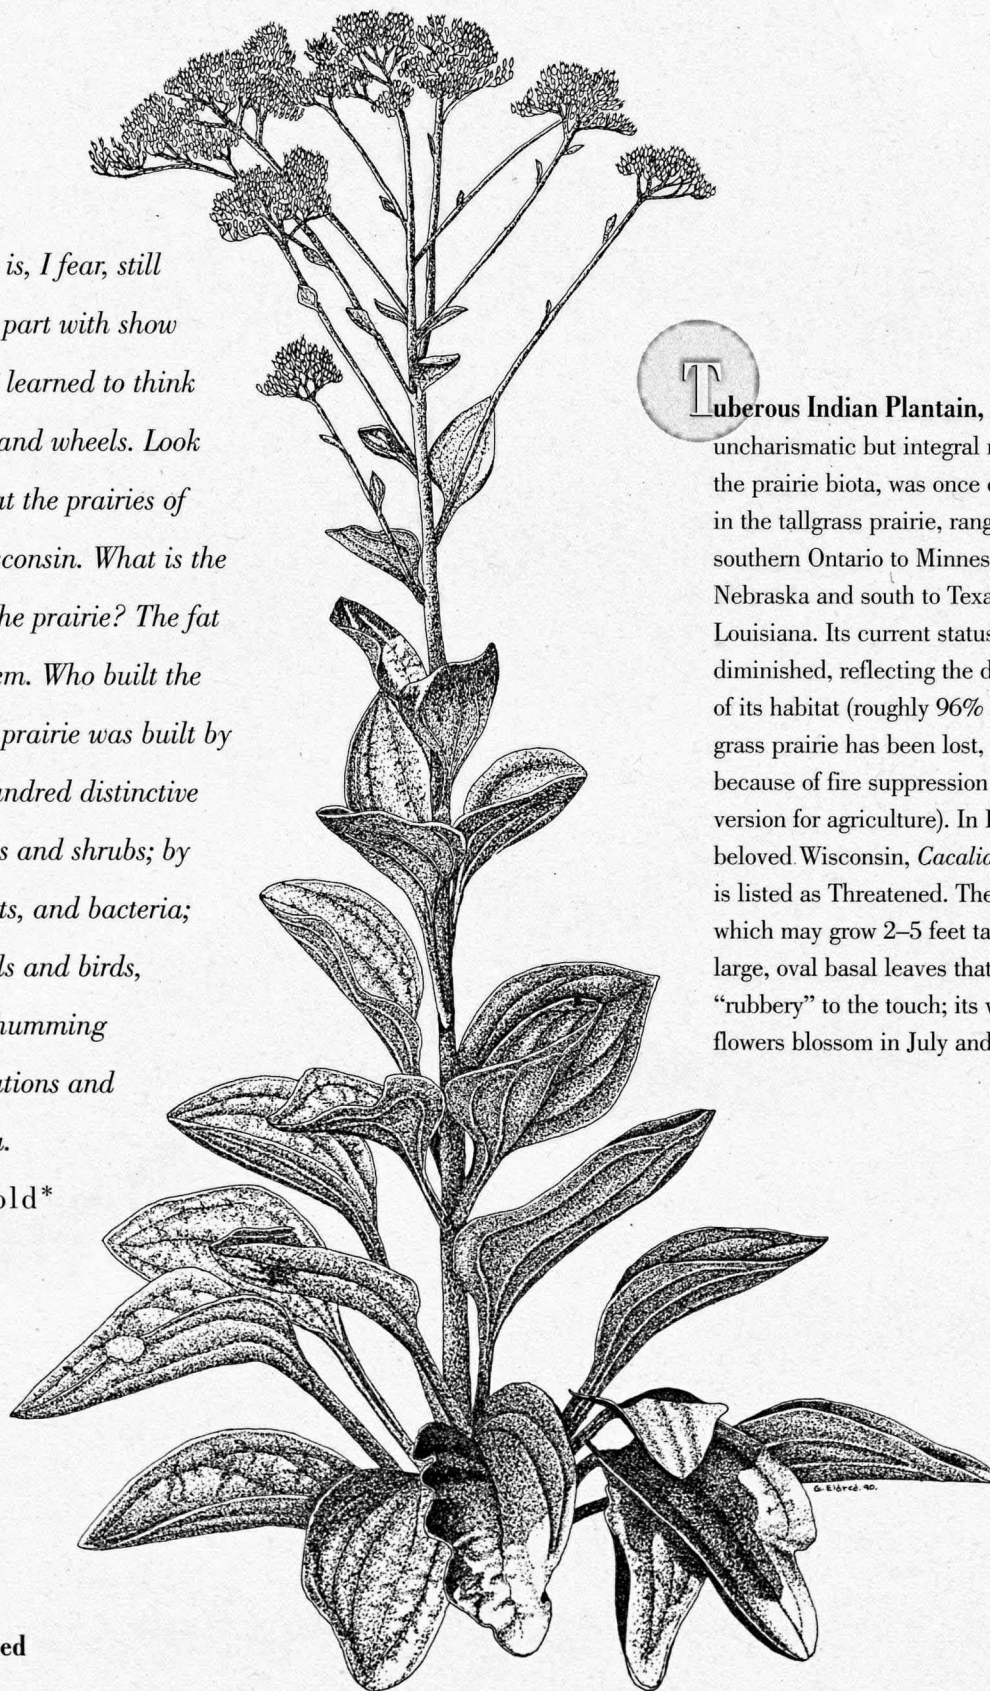 is, I fear, still
part with show
learned to think
and wheels. Look
at the prairies of
consin. What is the
he prairie? The fat
em. Who built the
prairie was built by
undred distinctive
s and shrubs; by
ts, and bacteria;
ls and birds,
humming
ations and
a.
old*
ed
Tuberous Indian Plantain,
uncharismatic but integral
the prairie biota, was once
in the tallgrass prairie, rang
southern Ontario to Minnes
Nebraska and south to Texa
Louisiana. Its current status
diminished, reflecting the d
of its habitat (roughly 96%
grass prairie has been lost,
because of fire suppression
version for agriculture). In
beloved Wisconsin, Cacalia
is listed as Threatened. The
which may grow 2–5 feet ta
large, oval basal leaves that
“rubbery” to the touch; its
flowers blossom in July and
G. Eldred. 90.